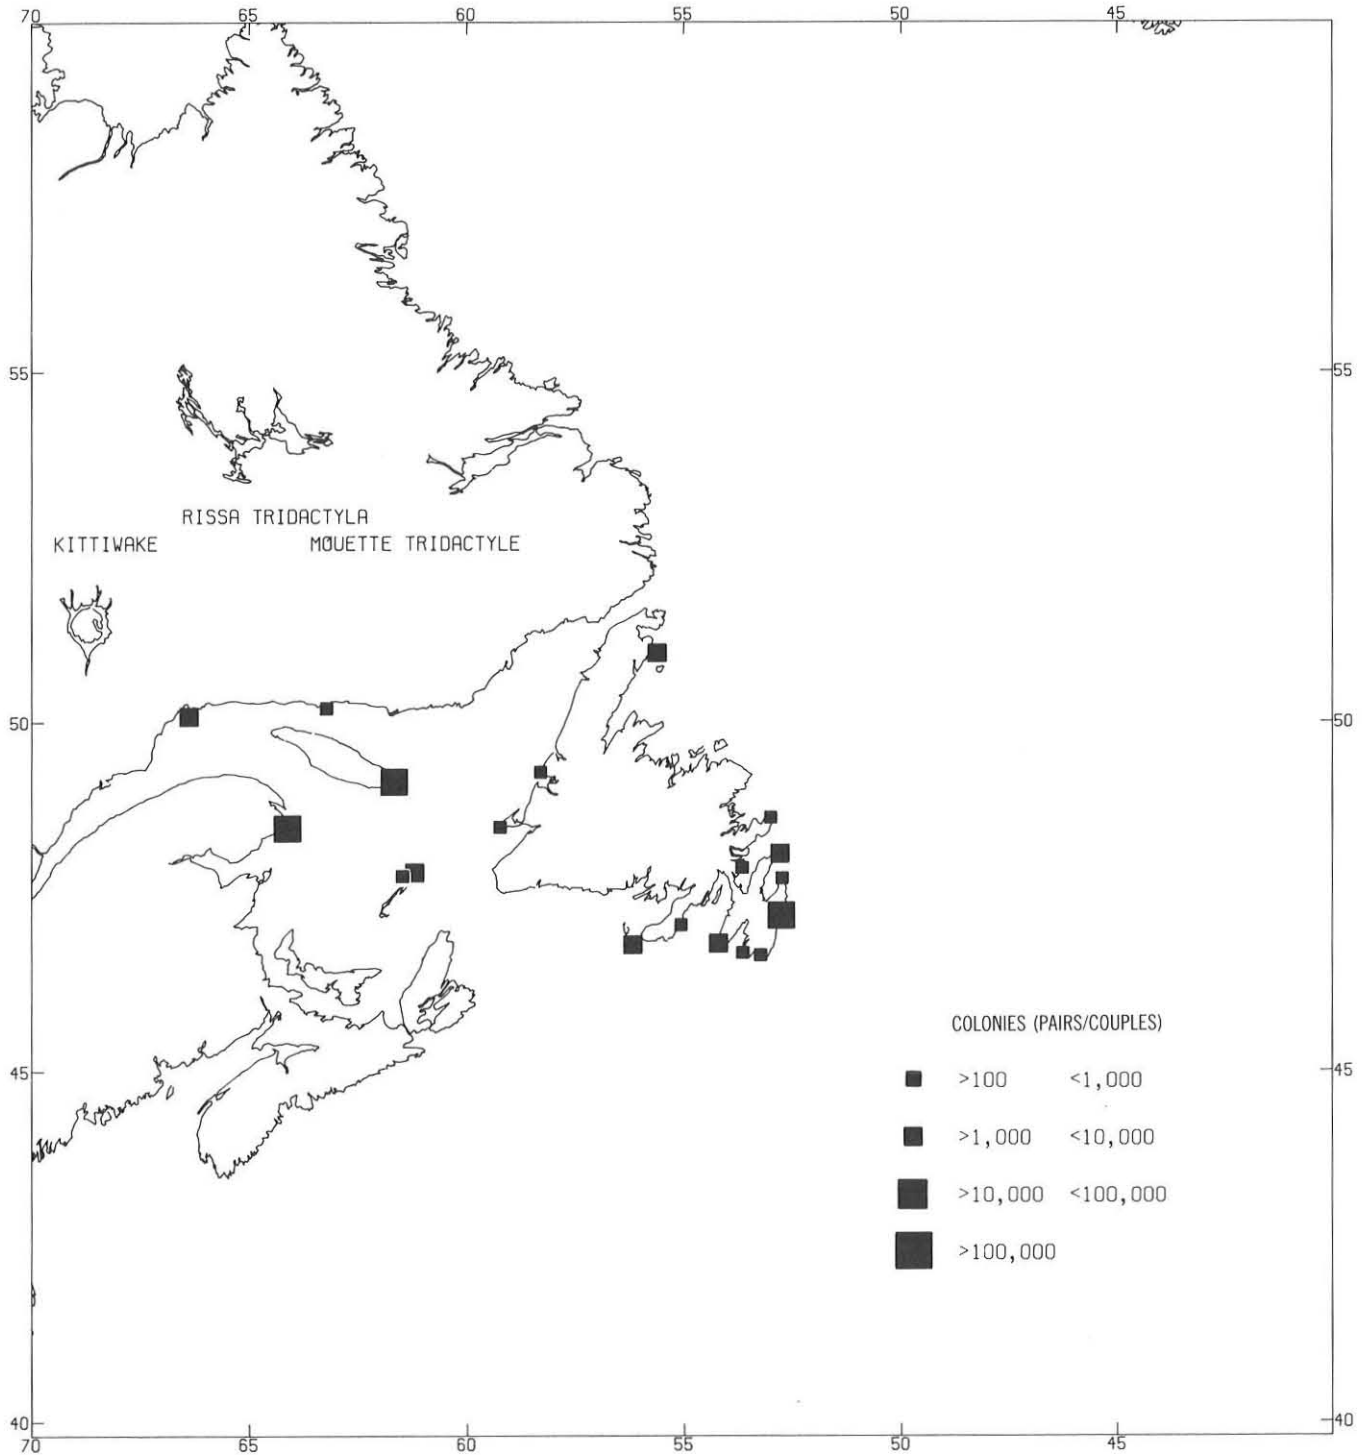 70 65 60 55 50 45
55 55
RISSA TRIDACTYLA
KITTIWAKE MOUETTE TRIDACTYLE
50 50
COLONIES (PAIRS/COUPLES)
45 45
>100 <1,000
>1,000 <10,000
>10,000 <100,000
>100,000
40 40
70 65 60 55 50 45